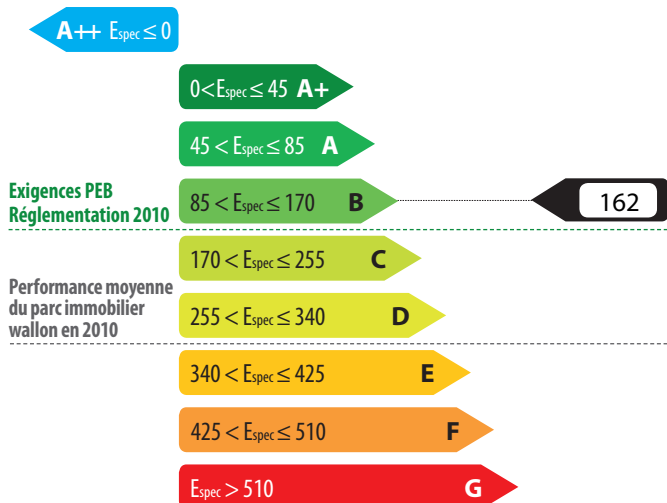 A++ Espec ≤ 0
0<Espec ≤ 45 A+
45 < Espec ≤ 85 A
Exigences PEB
Réglementation 2010
85 < Espec ≤ 170 B
162
170 < Espec ≤ 255 C
Performance moyenne
du parc immobilier
wallon en 2010
255 < Espec ≤ 340 D
340 < Espec ≤ 425 E
425 < Espec ≤ 510 F
Espec > 510 G